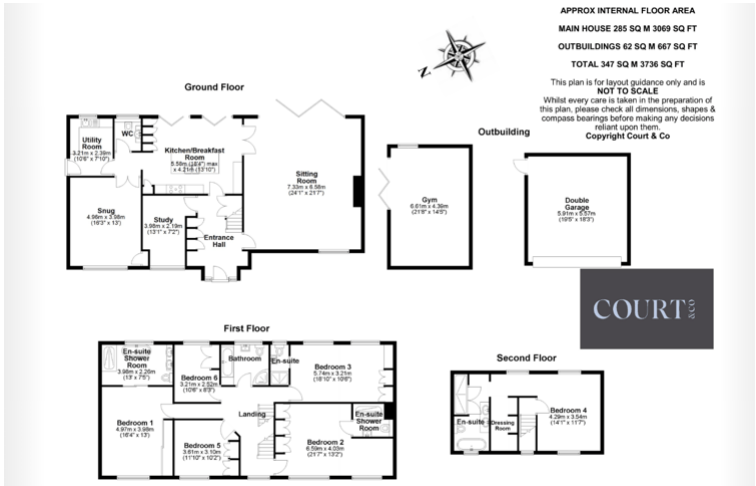 APPROX INTERNAL FLOOR AREA
MAIN HOUSE 285 SQ M 3069 SQ FT
OUTBUILDINGS 62 SQ M 667 SQ FT
TOTAL 347 SQ M 3736 SQ FT
This plan is for layout guidance only and is
NOT TO SCALE
Whilst every care is taken in the preparation of
this plan, please check all dimensions, shapes &
compass bearings before making any decisions
reliant upon them.
Copyright Court & Co
N
Ground Floor
Utility
Room
3.21m x 2.39m
(10'6" x 7'10")
WC
Kitchen/Breakfast
Room
5.59m (18'4") max
x 4.21m (13'10")
Sitting
Room
7.33m x 6.58m
(24'1" x 21'7")
Snug
4.96m x 3.98m
(16'3" x 13')
Study
3.98m x 2.19m
(13'1" x 7'2")
Entrance
Hall
Outbuilding
Gym
6.61m x 4.39m
(21'8" x 14'5")
Double
Garage
5.91m x 5.57m
(19'5" x 18'3")
COURT
&CO
First Floor
En-suite
Shower
Room
3.98m x 2.26m
(13' x 7'5")
Bedroom 6
3.21m x 2.52m
(10'6" x 8'3")
Bathroom
En-suite
Bedroom 3
5.74m x 3.21m
(18'10" x 10'6")
Bedroom 1
4.97m x 3.98m
(16'4" x 13')
Landing
Bedroom 5
3.61m x 3.10m
(11'10" x 10'2")
Bedroom 2
6.59m x 4.03m
(21'7" x 13'2")
En-suite
Shower
Room
Second Floor
En-suite
Dressing
Room
Bedroom 4
4.29m x 3.54m
(14'1" x 11'7")